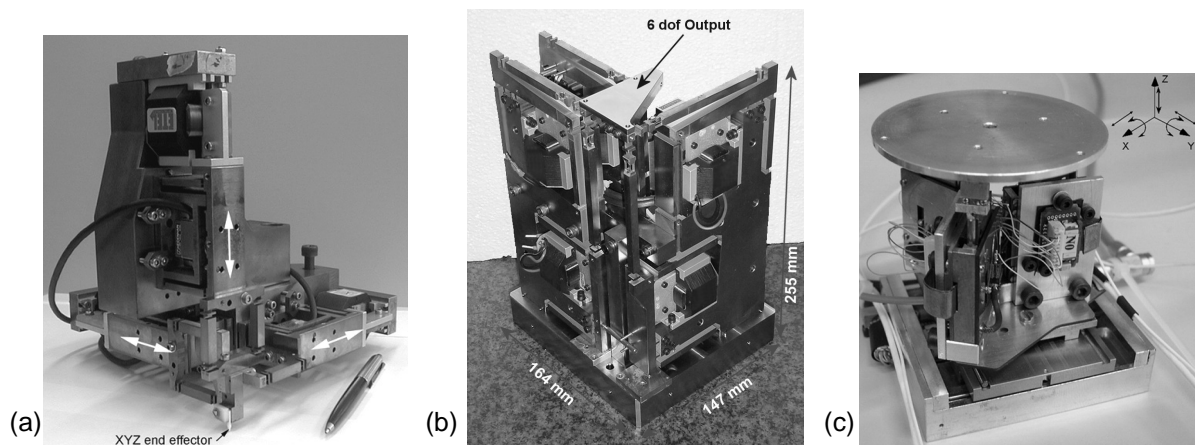 (a)
XYZ end effector
(b)
6 dof Output
255 mm
164 mm
147 mm
(c)
Z
X
Y